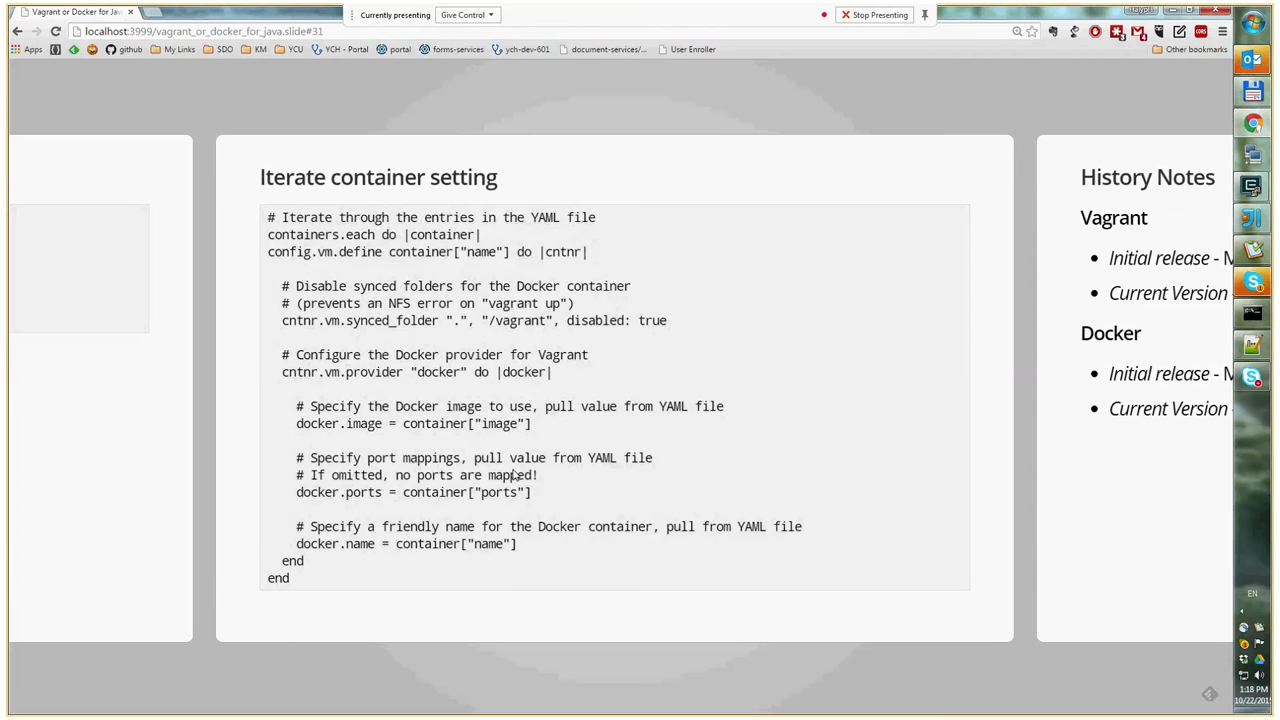 Vagrant or Docker for Jav
Currently presenting
Give Control
Stop Presenting
localhost:3999/vagrant_or_docker_for_java.slide#31
Apps
github
My Links
SDO
KM
YCU
YCH - Portal
portal
forms-services
ych-dev601
document-services/...
User Enroller
Other bookmarks
Iterate container setting
# Iterate through the entries in the YAML file
containers.each do |container|
config.vm.define container["name"] do |cntnr|
# Disable synced folders for the Docker container
# (prevents an NFS error on "vagrant up")
cntnr.vm.synced_folder ".", "/vagrant", disabled: true
# Configure the Docker provider for Vagrant
cntnr.vm.provider "docker" do |docker|
# Specify the Docker image to use, pull value from YAML file
docker.image = container["image"]
# Specify port mappings, pull value from YAML file
# If omitted, no ports are mapped!
docker.ports = container["ports"]
# Specify a friendly name for the Docker container, pull from YAML file
docker.name = container["name"]
end
end
History Notes
Vagrant
Initial release - M
Current Version
Docker
Initial release - M
Current Version
EN
1:18 PM
10/22/201